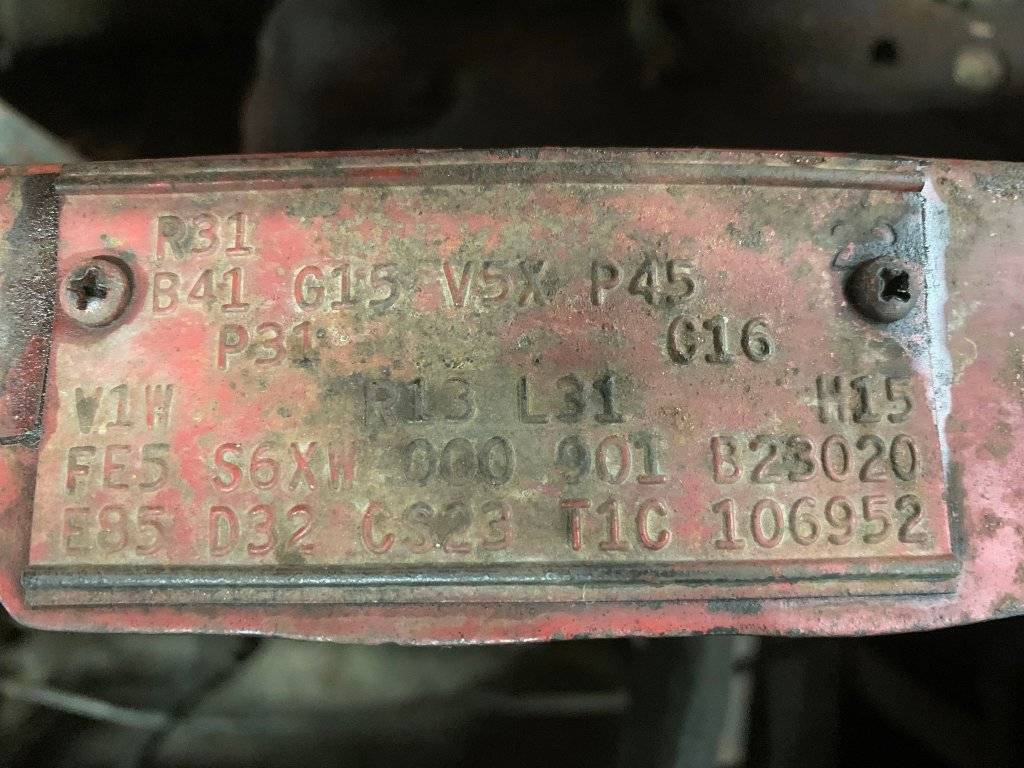 R31
B41 G15 V5X P45
P31 C16
V1W R13 L31 H15
FE5 S6XW 000 901 B23020
E85 D32 CS23 T1C 106952